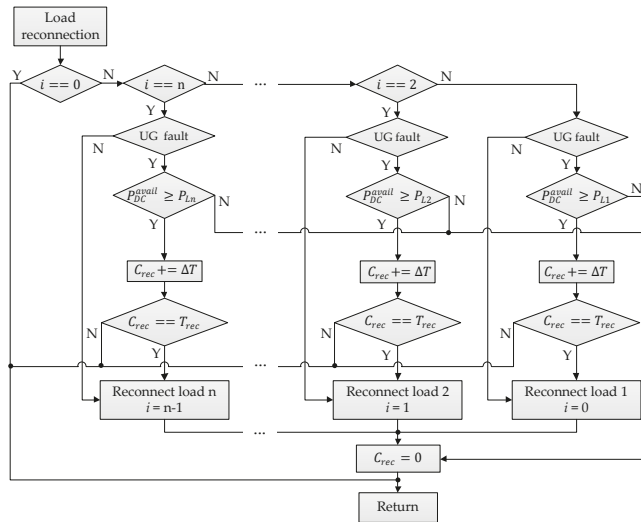 Load
reconnection
Y
i == 0
N
i == n
N
...
i == 2
N
Y
Y
UG fault
N
Y
UG fault
N
Y
UG fault
N
Y
P_DC^avail ≥ P_Ln
N
P_DC^avail ≥ P_L2
N
P_DC^avail ≥ P_L1
N
Y
...
Y
Y
C_rec += ΔT
C_rec += ΔT
C_rec += ΔT
C_rec == T_rec
N
C_rec == T_rec
N
C_rec == T_rec
N
Y
...
Y
Y
Reconnect load n
i = n-1
Reconnect load 2
i = 1
Reconnect load 1
i = 0
...
C_rec = 0
Return